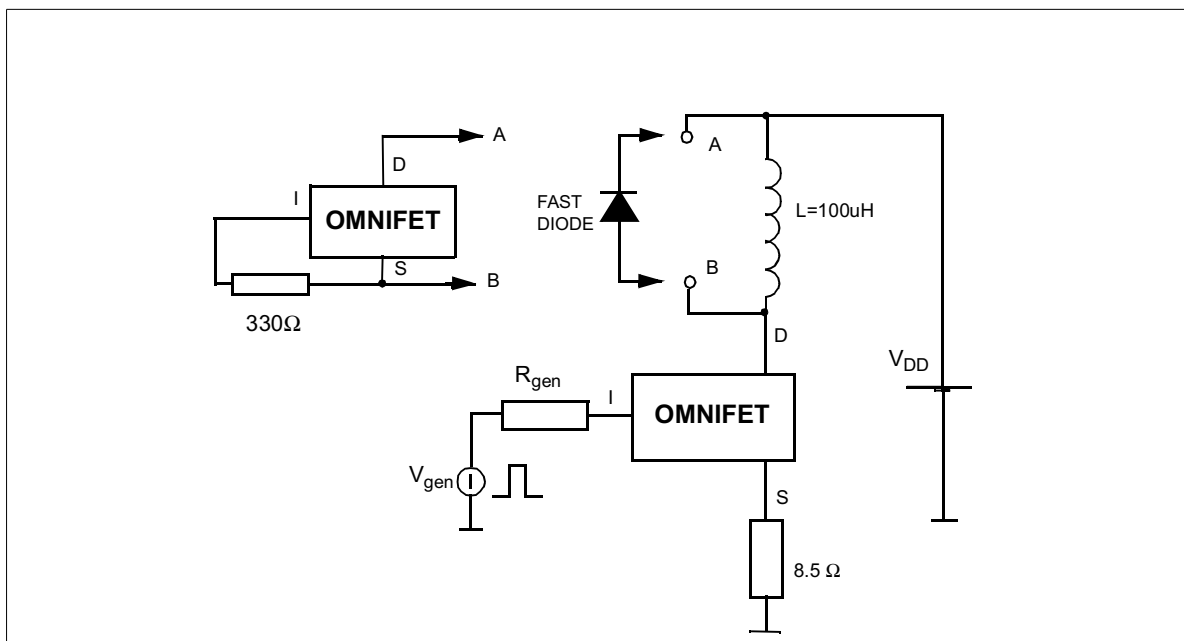 A
D
I
OMNIFET
S
B
330Ω
FAST
DIODE
A
B
L=100uH
D
V_DD
R_gen
I
OMNIFET
V_gen
S
8.5 Ω